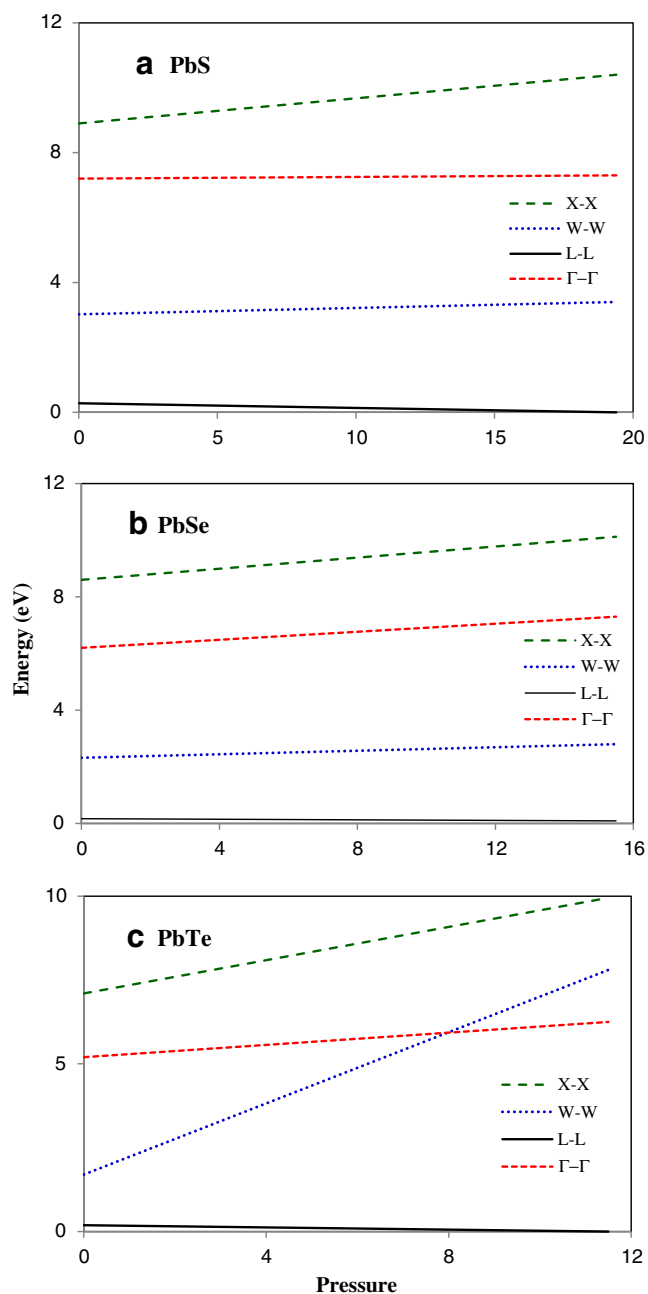 12
a PbS
8
X-X
W-W
L-L
Γ–Γ
4
0
0 5 10 15 20
12
b PbSe
8
X-X
W-W
L-L
Γ–Γ
4
0
0 4 8 12 16
Energy (eV)
10
c PbTe
5
X-X
W-W
L-L
Γ–Γ
0
0 4 8 12
Pressure